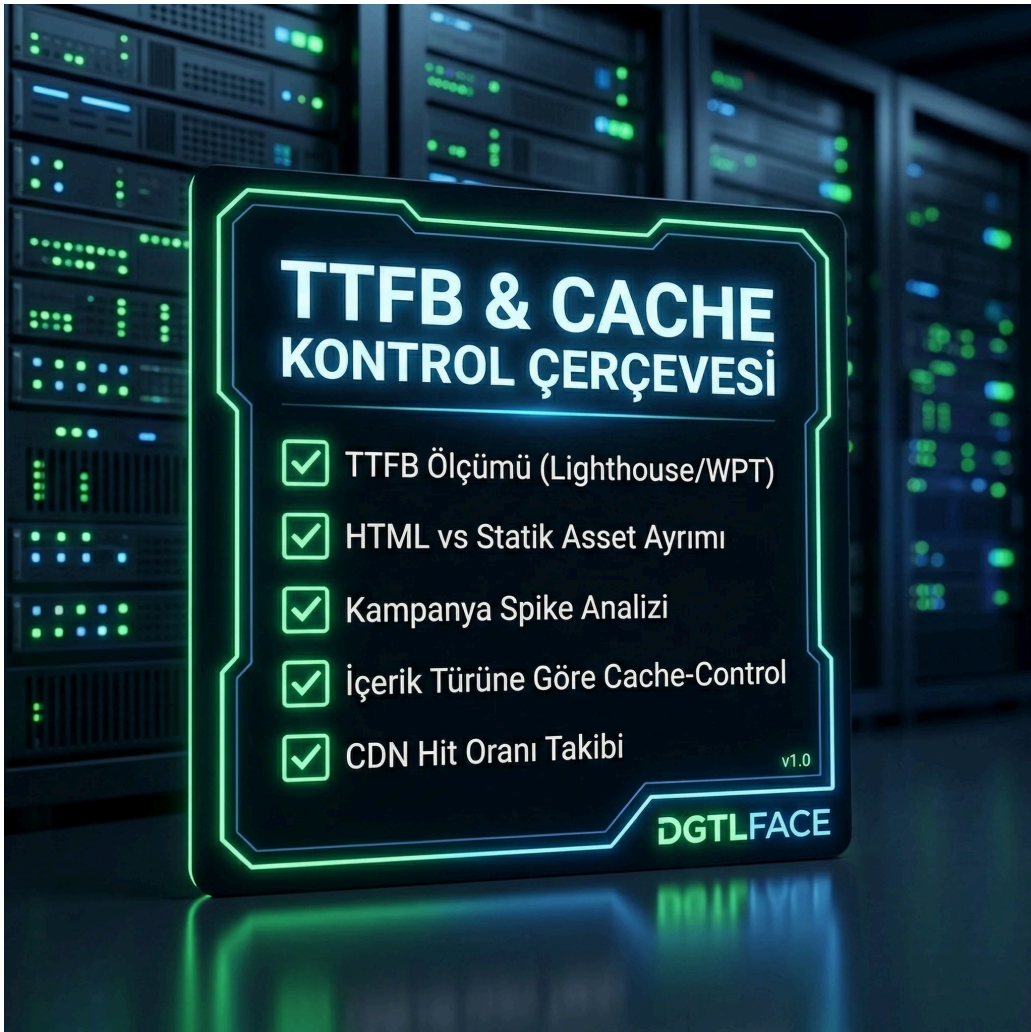 TTFB & CACHE
KONTROL ÇERÇEVESİ
TTFB Ölçümü (Lighthouse/WPT)
HTML vs Statik Asset Ayrımı
Kampanya Spike Analizi
İçerik Türüne Göre Cache-Control
CDN Hit Oranı Takibi
v1.0
DGTLFACE